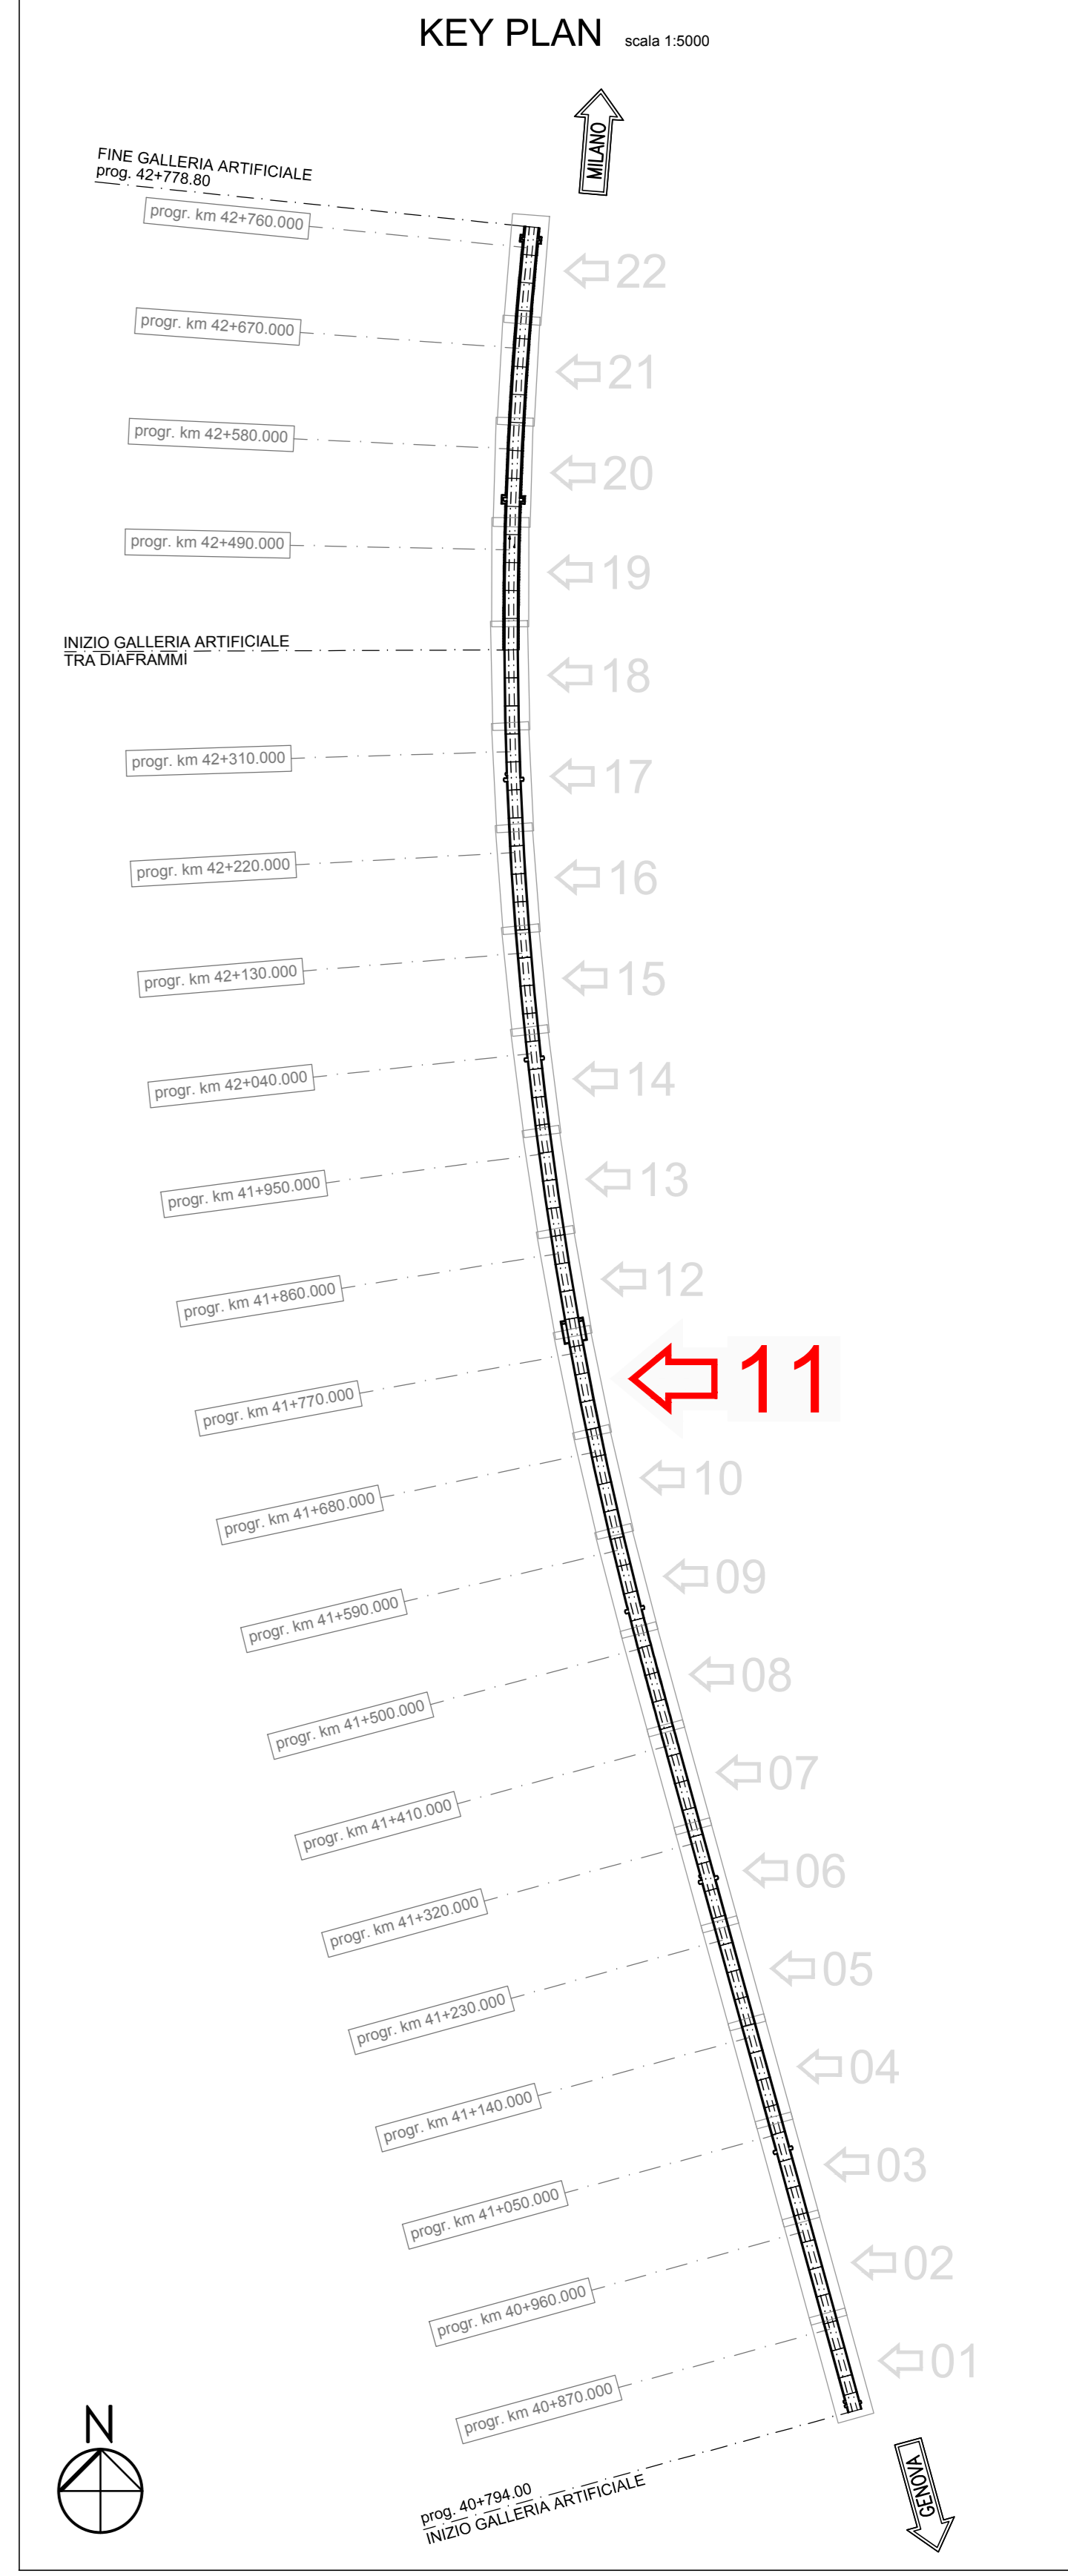 KEY PLAN scala 1:5000
MILANO
FINE GALLERIA ARTIFICIALE
prog. 42+778.80
progr. km 42+760.000
22
progr. km 42+670.000
21
progr. km 42+580.000
20
progr. km 42+490.000
19
INIZIO GALLERIA ARTIFICIALE
TRA DIAFRAMMI
18
progr. km 42+310.000
17
progr. km 42+220.000
16
progr. km 42+130.000
15
progr. km 42+040.000
14
progr. km 41+950.000
13
progr. km 41+860.000
12
progr. km 41+770.000
11
progr. km 41+680.000
10
progr. km 41+590.000
09
progr. km 41+500.000
08
progr. km 41+410.000
07
progr. km 41+320.000
06
progr. km 41+230.000
05
progr. km 41+140.000
04
progr. km 41+050.000
03
progr. km 40+960.000
02
progr. km 40+870.000
01
N
prog. 40+794.00
INIZIO GALLERIA ARTIFICIALE
GENOVA